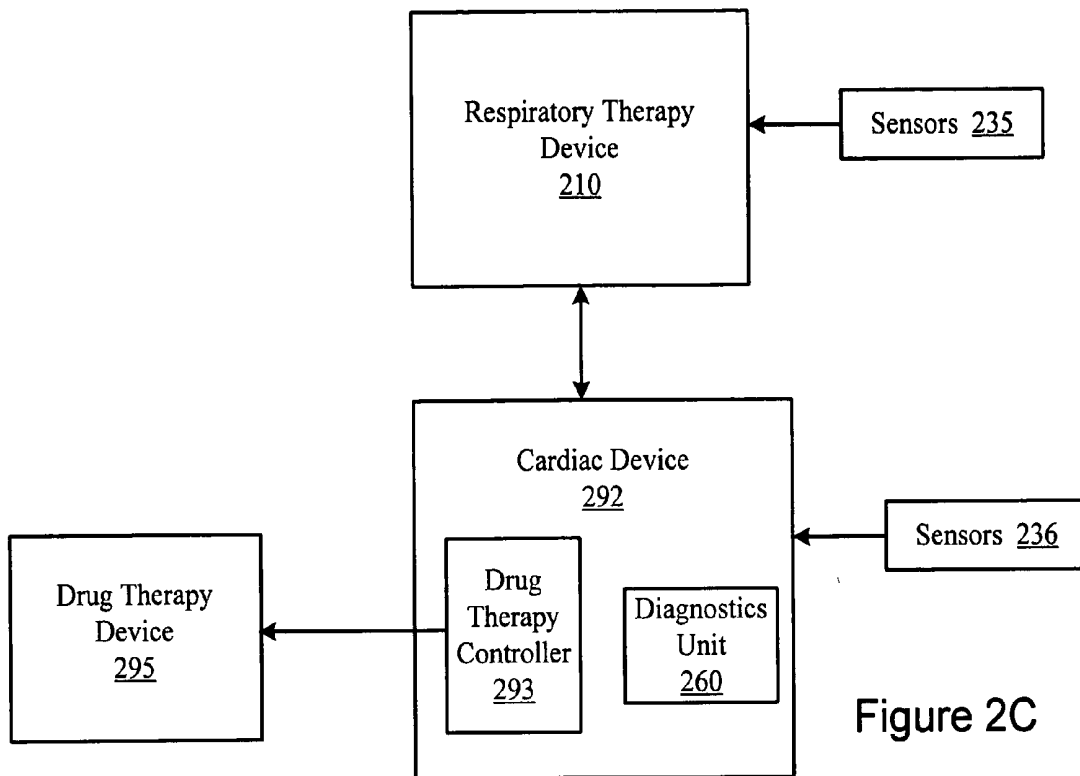 Respiratory Therapy
Device
210
Sensors 235
Cardiac Device
292
Sensors 236
Drug Therapy
Device
295
Drug
Therapy
Controller
293
Diagnostics
Unit
260
Figure 2C